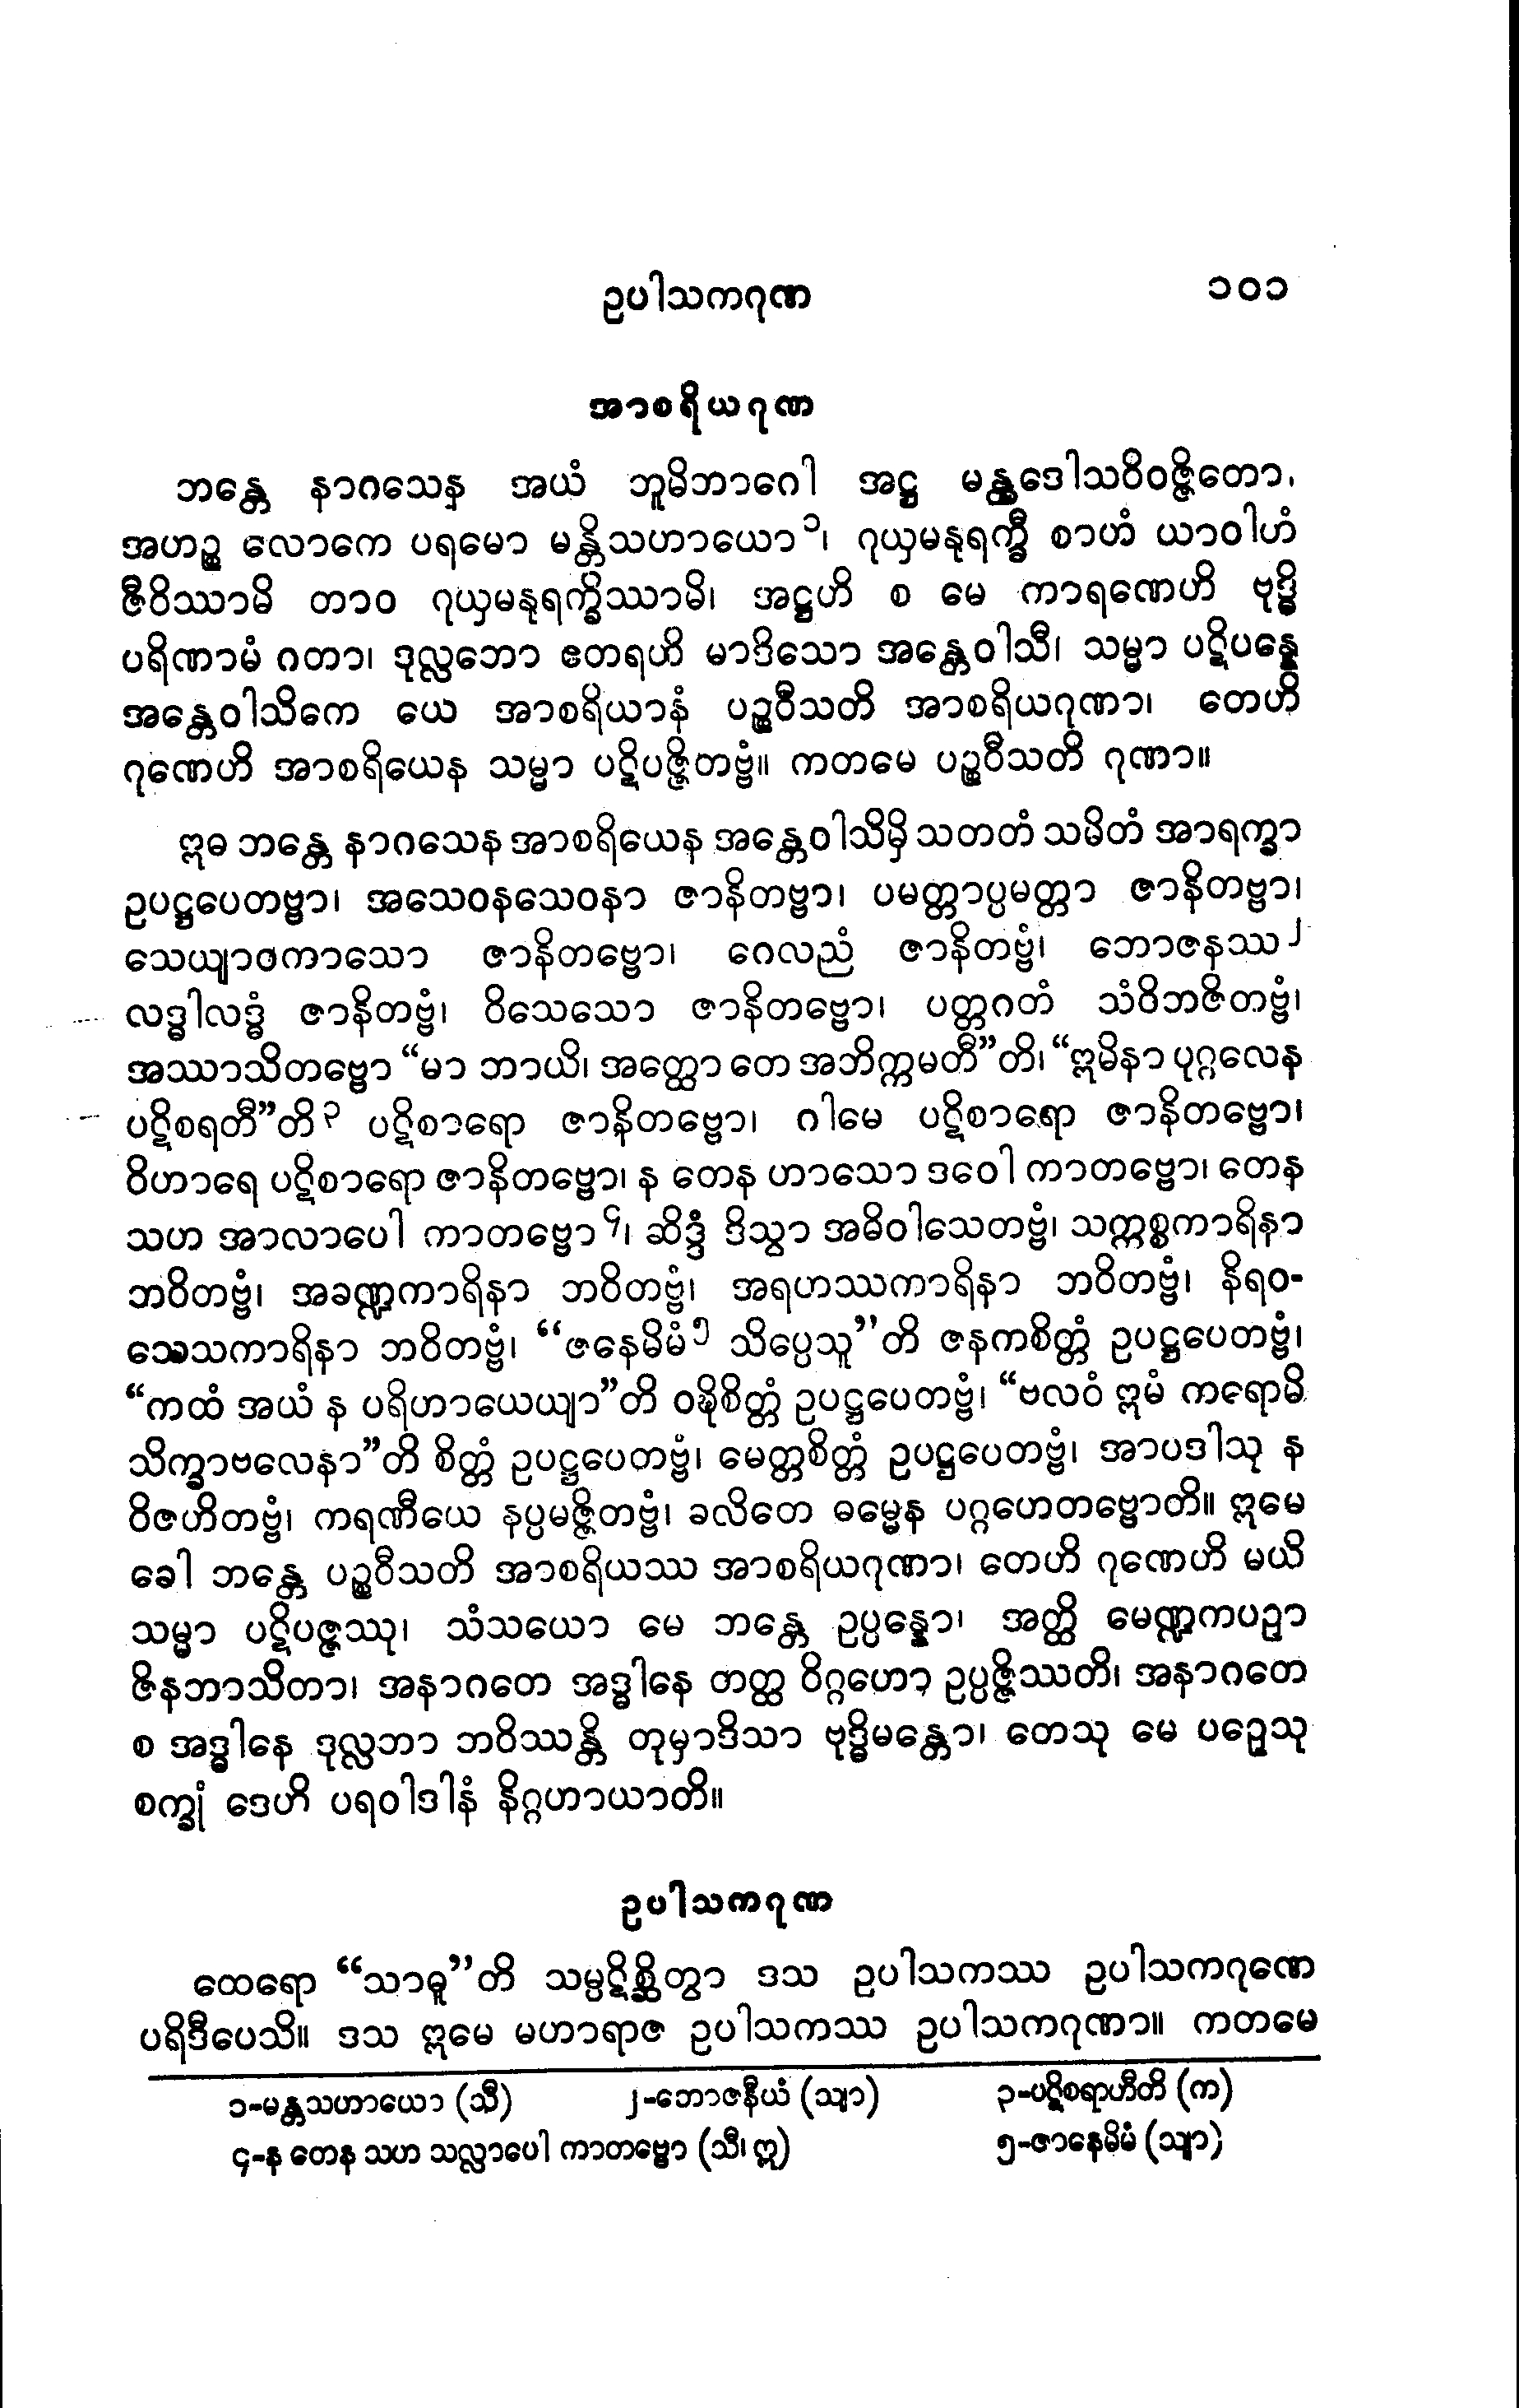 ဥပါသကဂုဏ ၁၀၁
အာစရိယဂုဏ
ဘန္တေ နာဂသေန အယံ ဘူမိဘာဂေါ အဋ္ဌ မန္တဒေါသဝိဝဇ္ဇိတော၊
အဟဉ္စ လောကေ ပရမော မန္တိသဟာယော၁၊ ဂုယှမနုရက္ခီ စာဟံ ယာဝါဟံ
ဇီဝိဿာမိ တာဝ ဂုယှမနုရက္ခိဿာမိ၊ အဋ္ဌဟိ စ မေ ကာရဏေဟိ ဗုဒ္ဓိ
ပရိဏာမံ ဂတာ၊ ဒုလ္လဘော ဧတရဟိ မာဒိသော အန္တေဝါသီ၊ သမ္မာ ပဋိပန္နေ
အန္တေဝါသိကေ ယေ အာစရိယာနံ ပဉ္စဝီသတိ အာစရိယဂုဏာ၊ တေဟိ
ဂုဏေဟိ အာစရိယေန သမ္မာ ပဋိပဇ္ဇိတဗ္ဗံ။ ကတမေ ပဉ္စဝီသတိ ဂုဏာ။
ဣဓ ဘန္တေ နာဂသေန အာစရိယေန အန္တေဝါသိမှိ သတတံ သမိတံ အာရက္ခာ
ဥပဋ္ဌပေတဗ္ဗာ၊ အသေဝနသေဝနာ ဇာနိတဗ္ဗာ၊ ပမတ္တာပ္ပမတ္တာ ဇာနိတဗ္ဗာ၊
သေယျာဝကာသော ဇာနိတဗ္ဗော၊ ဂေလညံ ဇာနိတဗ္ဗံ၊ ဘောဇနဿ၂
လဒ္ဓါလဒ္ဓံ ဇာနိတဗ္ဗံ၊ ဝိသေသော ဇာနိတဗ္ဗော၊ ပတ္တဂတံ သံဝိဘဇိတဗ္ဗံ၊
အဿာသိတဗ္ဗော “မာ ဘာယိ၊ အတ္ထော တေ အဘိက္ကမတီ”တိ၊ “ဣမိနာ ပုဂ္ဂလေန
ပဋိစရတီ”တိ၃ ပဋိစာရော ဇာနိတဗ္ဗော၊ ဂါမေ ပဋိစာရော ဇာနိတဗ္ဗော၊
ဝိဟာရေ ပဋိစာရော ဇာနိတဗ္ဗော၊ န တေန ဟာသော ဒဝေါ ကာတဗ္ဗော၊ တေန
သဟ အာလာပေါ ကာတဗ္ဗော၄၊ ဆိဒ္ဒံ ဒိသွာ အဓိဝါသေတဗ္ဗံ၊ သက္ကစ္စကာရိနာ
ဘဝိတဗ္ဗံ၊ အခဏ္ဍကာရိနာ ဘဝိတဗ္ဗံ၊ အရဟဿကာရိနာ ဘဝိတဗ္ဗံ၊ နိရဝ-
သေသကာရိနာ ဘဝိတဗ္ဗံ၊ “ဇနေမိမံ၅ သိပ္ပေသူ”တိ ဇနကစိတ္တံ ဥပဋ္ဌပေတဗ္ဗံ၊
“ကထံ အယံ န ပရိဟာယေယျာ”တိ ဝဍ္ဎိစိတ္တံ ဥပဋ္ဌပေတဗ္ဗံ၊ “ဗလဝံ ဣမံ ကရောမိ
သိက္ခာဗလေနာ”တိ စိတ္တံ ဥပဋ္ဌပေတဗ္ဗံ၊ မေတ္တစိတ္တံ ဥပဋ္ဌပေတဗ္ဗံ၊ အာပဒါသု န
ဝိဇဟိတဗ္ဗံ၊ ကရဏီယေ နပ္ပမဇ္ဇိတဗ္ဗံ၊ ခလိတေ ဓမ္မေန ပဂ္ဂဟေတဗ္ဗောတိ။ ဣမေ
ခေါ ဘန္တေ ပဉ္စဝီသတိ အာစရိယဿ အာစရိယဂုဏာ၊ တေဟိ ဂုဏေဟိ မယိ
သမ္မာ ပဋိပဇ္ဇဿု၊ သံသယော မေ ဘန္တေ ဥပ္ပန္နော၊ အတ္ထိ မေဏ္ဍကပဉှာ
ဇိနဘာသိတာ၊ အနာဂတေ အဒ္ဓါနေ တတ္ထ ဝိဂ္ဂဟော ဥပ္ပဇ္ဇိဿတိ၊ အနာဂတေ
စ အဒ္ဓါနေ ဒုလ္လဘာ ဘဝိဿန္တိ တုမှာဒိသာ ဗုဒ္ဓိမန္တော၊ တေသု မေ ပဉှေသု
စက္ခုံ ဒေဟိ ပရဝါဒါနံ နိဂ္ဂဟာယာတိ။
ဥပါသကဂုဏ
ထေရော “သာဓူ”တိ သမ္ပဋိစ္ဆိတွာ ဒသ ဥပါသကဿ ဥပါသကဂုဏေ
ပရိဒီပေသိ။ ဒသ ဣမေ မဟာရာဇ ဥပါသကဿ ဥပါသကဂုဏာ။ ကတမေ
၁-မန္တသဟာယော (သီ) ၂-ဘောဇနီယံ (သျာ) ၃-ပဋိစရာဟီတိ (က)
၄-န တေန သဟ သလ္လာပေါ ကာတဗ္ဗော (သီ၊ ဣ) ၅-ဇာနေမိမံ (သျာ)